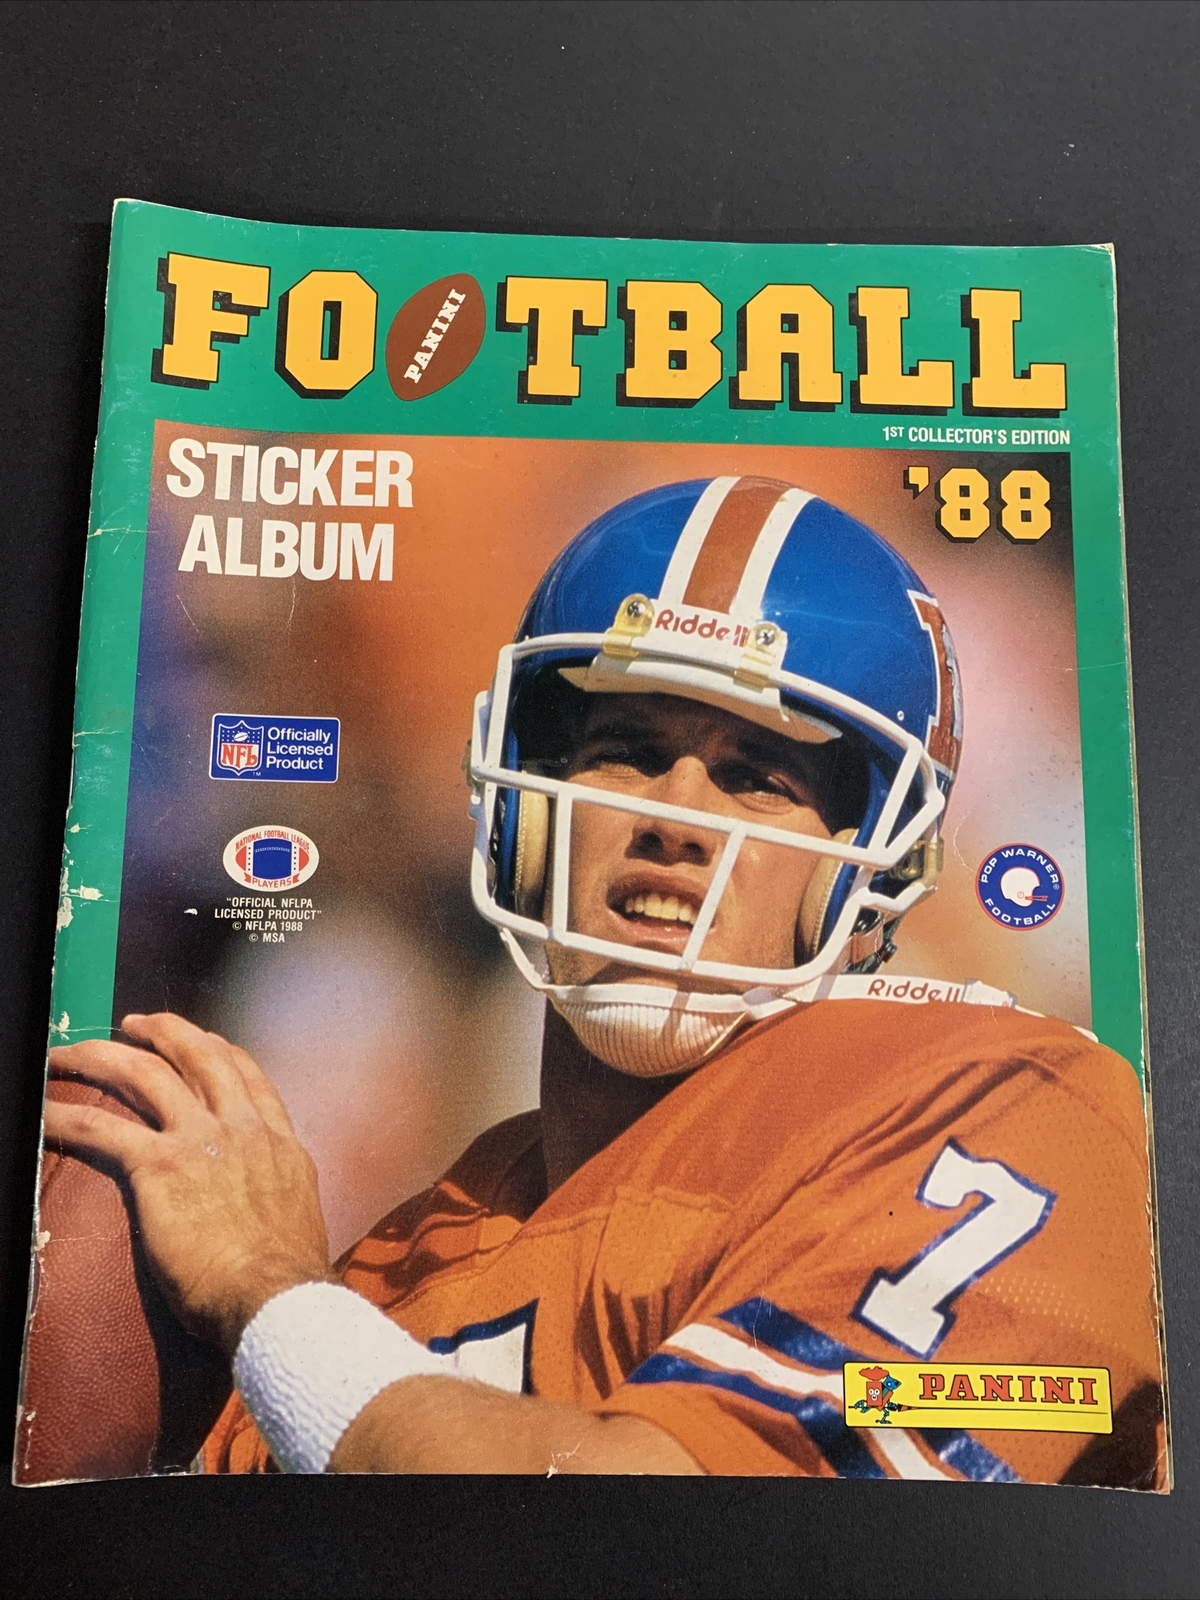 FOOTBALL
PANINI
1ST COLLECTOR'S EDITION
STICKER
ALBUM
'88
Riddell
NFL
TM
Officially
Licensed
Product
NATIONAL FOOTBALL LEAGUE
PLAYERS
"OFFICIAL NFLPA
LICENSED PRODUCT"
© NFLPA 1988
© MSA
POP WARNER®
FOOTBALL
Riddell
7
PANINI